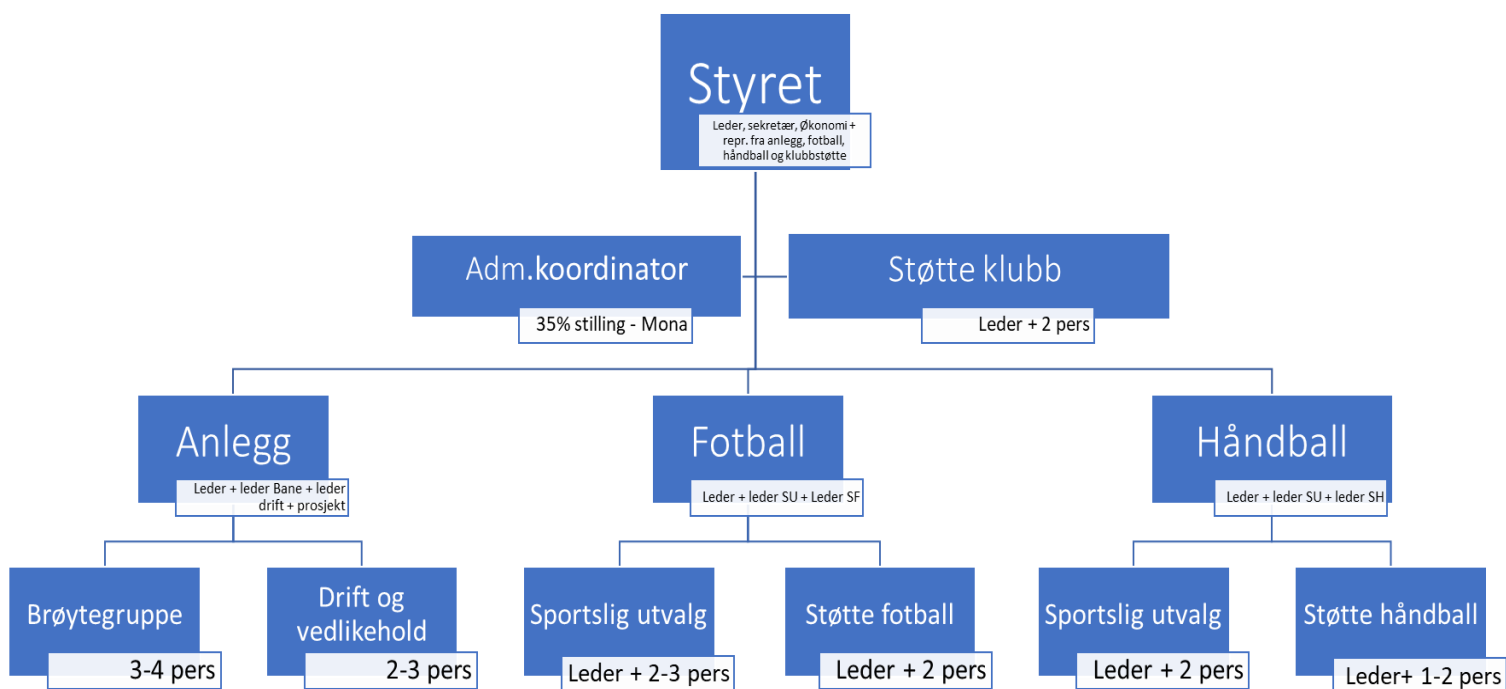 Styret
Leder, sekretær, Økonomi +
repr. fra anlegg, fotball,
håndball og klubbstøtte
Adm.koordinator
35% stilling - Mona
Støtte klubb
Leder + 2 pers
Anlegg
Leder + leder Bane + leder
drift + prosjekt
Fotball
Leder + leder SU + Leder SF
Håndball
Leder + leder SU + leder SH
Brøytegruppe
3-4 pers
Drift og
vedlikehold
2-3 pers
Sportslig utvalg
Leder + 2-3 pers
Støtte fotball
Leder + 2 pers
Sportslig utvalg
Leder + 2 pers
Støtte håndball
Leder+ 1-2 pers